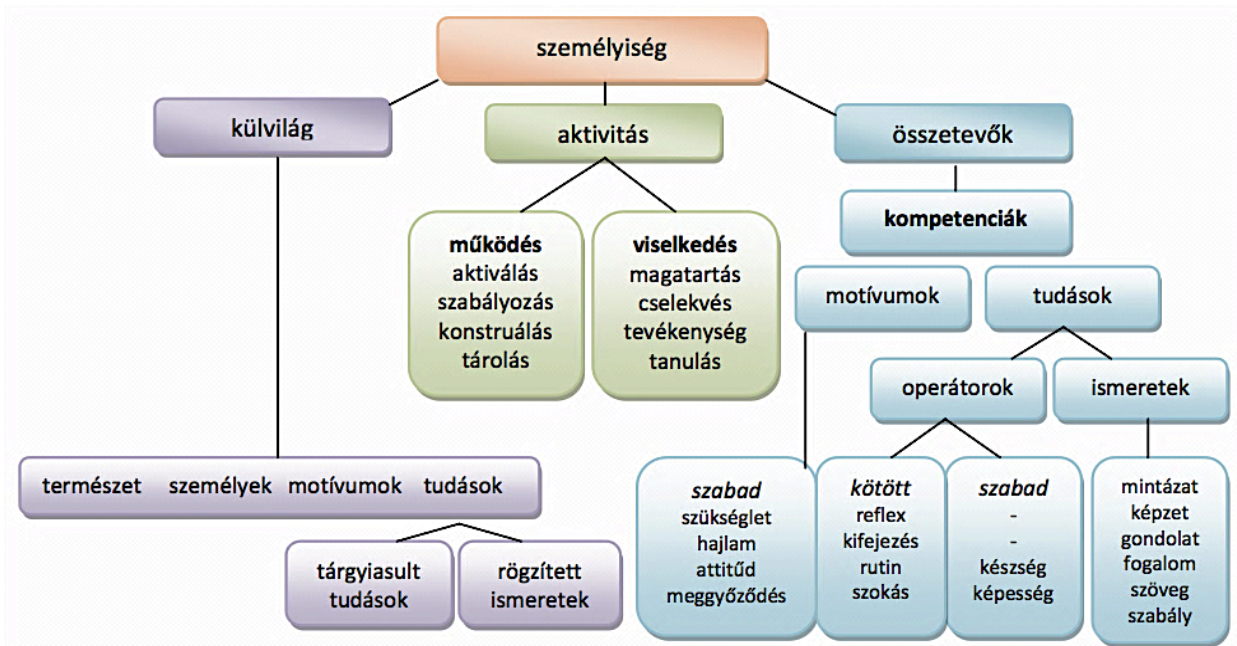 személyiség
külvilág
aktivitás
összetevők
kompetenciák
működés
aktiválás
szabályozás
konstruálás
tárolás
viselkedés
magatartás
cselekvés
tevékenység
tanulás
motívumok
tudások
operátorok
ismeretek
természet személyek motívumok tudások
tárgyiasult
tudások
rögzített
ismeretek
szabad
szükséglet
hajlam
attitűd
meggyőződés
kötött
reflex
kifejezés
rutin
szokás
szabad
-
-
készség
képesség
mintázat
képzet
gondolat
fogalom
szöveg
szabály